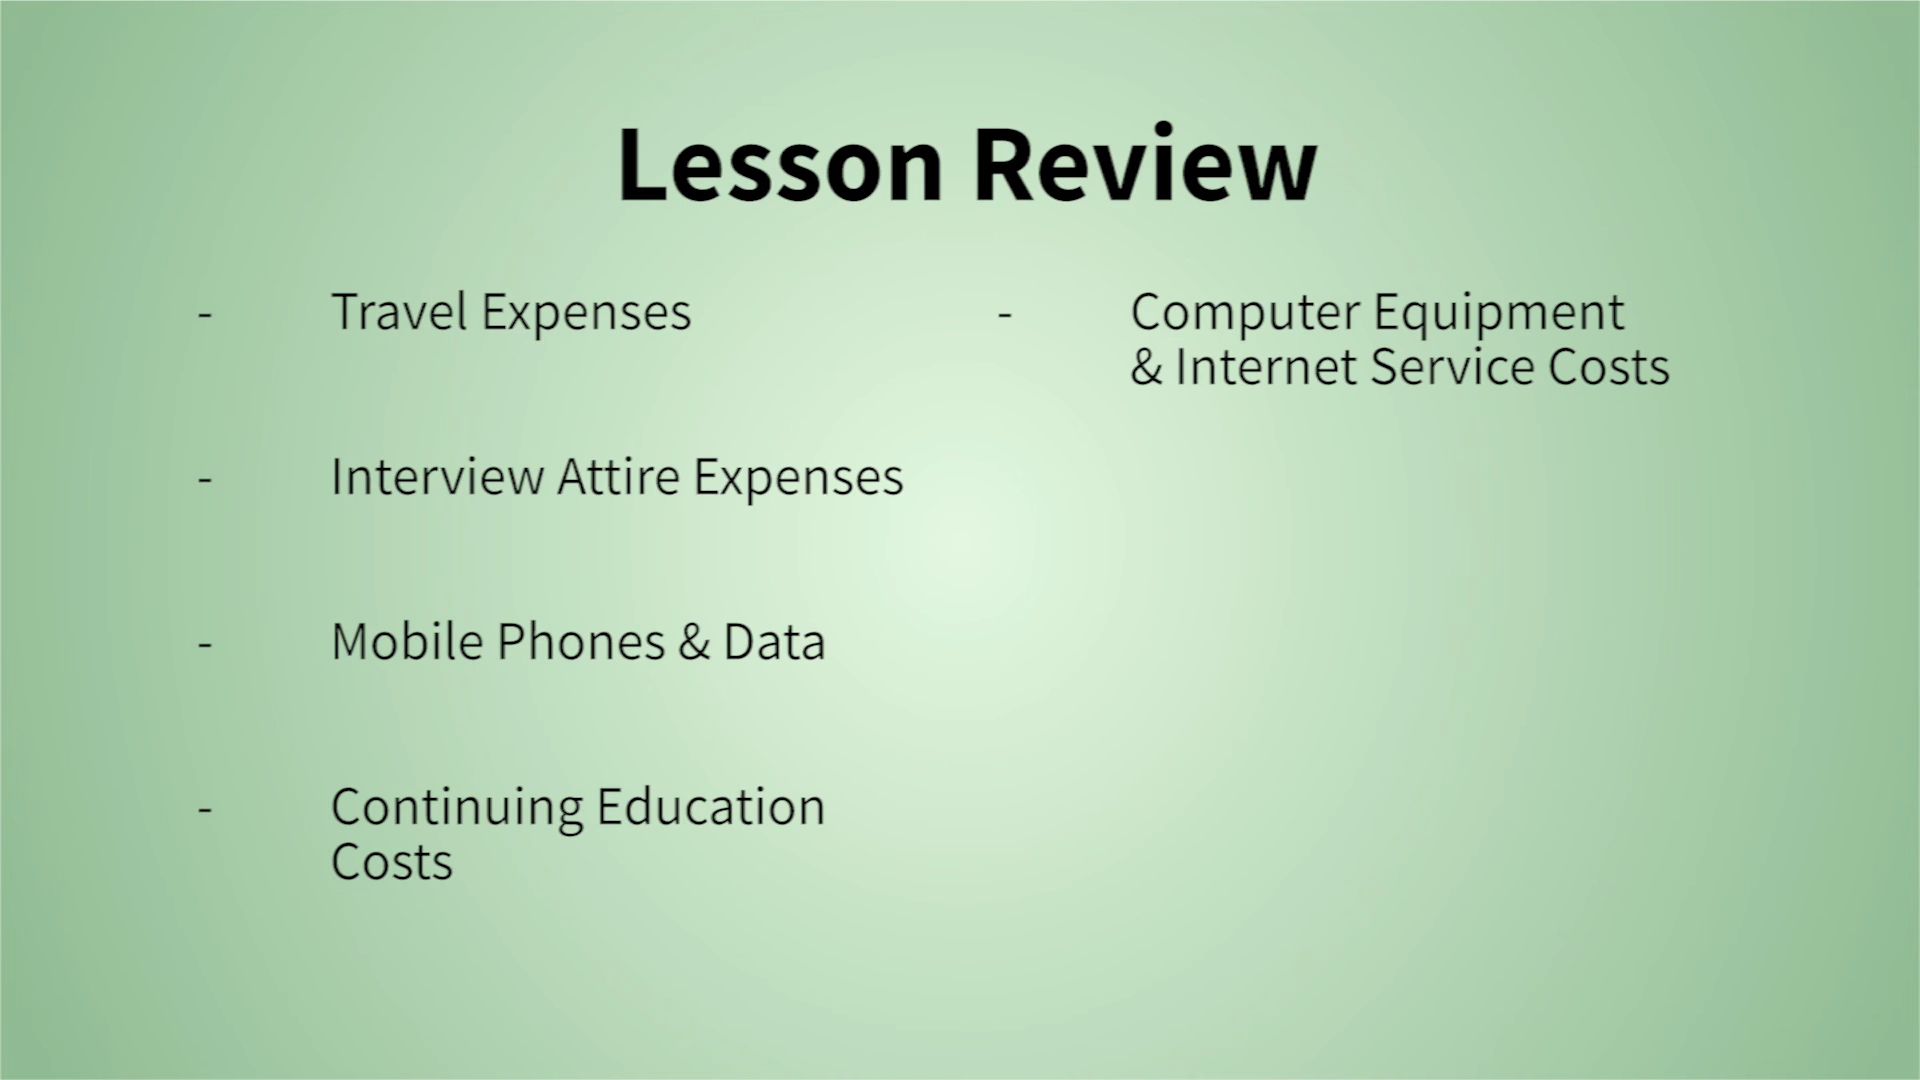 Lesson Review
- Travel Expenses
- Interview Attire Expenses
- Mobile Phones & Data
- Continuing Education
Costs
- Computer Equipment
& Internet Service Costs